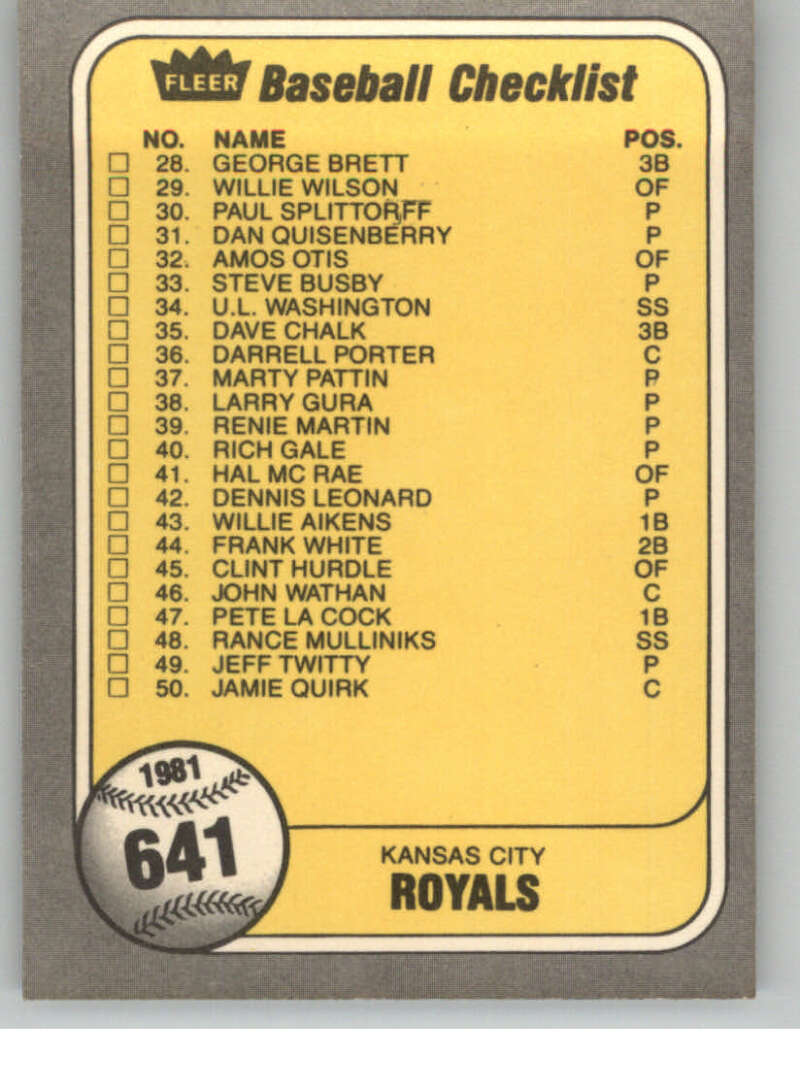 FLEER Baseball Checklist
NO. NAME POS.
28. GEORGE BRETT 3B
29. WILLIE WILSON OF
30. PAUL SPLITTORFF P
31. DAN QUISENBERRY P
32. AMOS OTIS OF
33. STEVE BUSBY P
34. U.L. WASHINGTON SS
35. DAVE CHALK 3B
36. DARRELL PORTER C
37. MARTY PATTIN P
38. LARRY GURA P
39. RENIE MARTIN P
40. RICH GALE P
41. HAL MC RAE OF
42. DENNIS LEONARD P
43. WILLIE AIKENS 1B
44. FRANK WHITE 2B
45. CLINT HURDLE OF
46. JOHN WATHAN C
47. PETE LA COCK 1B
48. RANCE MULLINIKS SS
49. JEFF TWITTY P
50. JAMIE QUIRK C
1981
641
KANSAS CITY
ROYALS